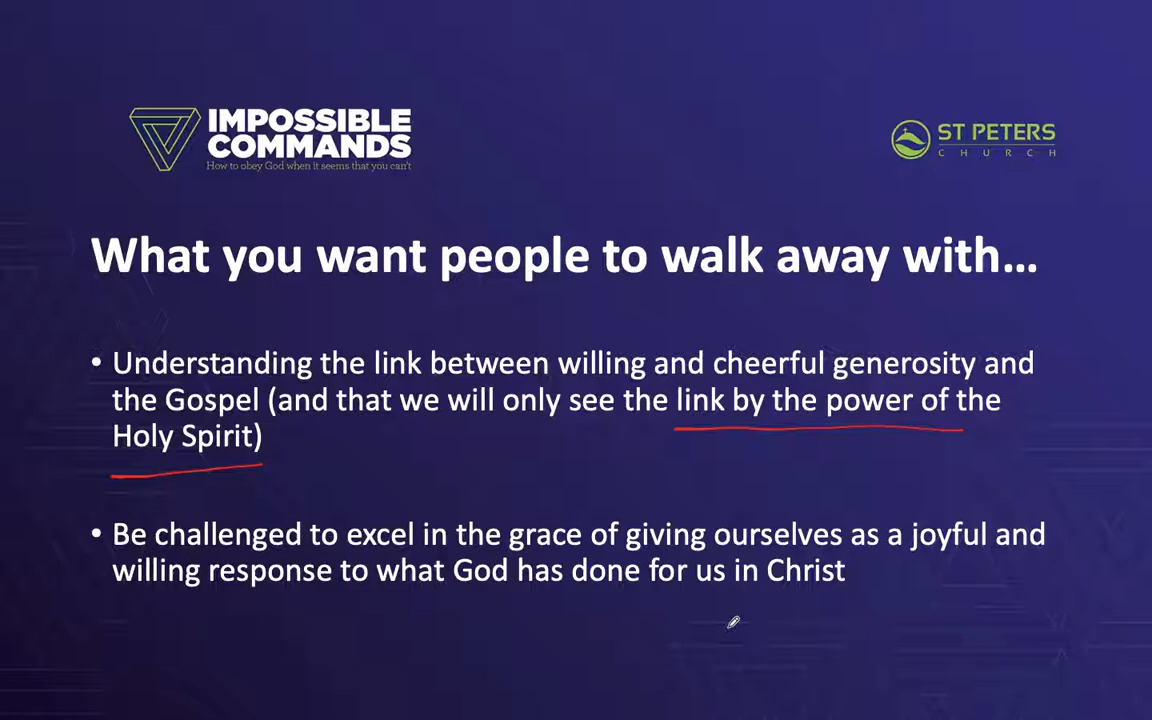 IMPOSSIBLE
COMMANDS
How to obey God when it seems that you can't
ST PETERS
CHURCH
What you want people to walk away with...
• Understanding the link between willing and cheerful generosity and
the Gospel (and that we will only see the link by the power of the
Holy Spirit)
• Be challenged to excel in the grace of giving ourselves as a joyful and
willing response to what God has done for us in Christ